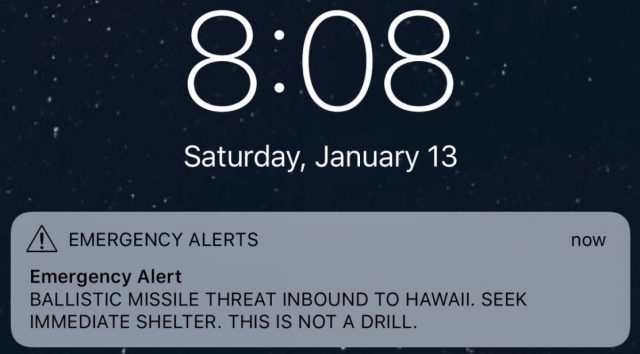 8:08
Saturday, January 13
EMERGENCY ALERTS now
Emergency Alert
BALLISTIC MISSILE THREAT INBOUND TO HAWAII. SEEK
IMMEDIATE SHELTER. THIS IS NOT A DRILL.